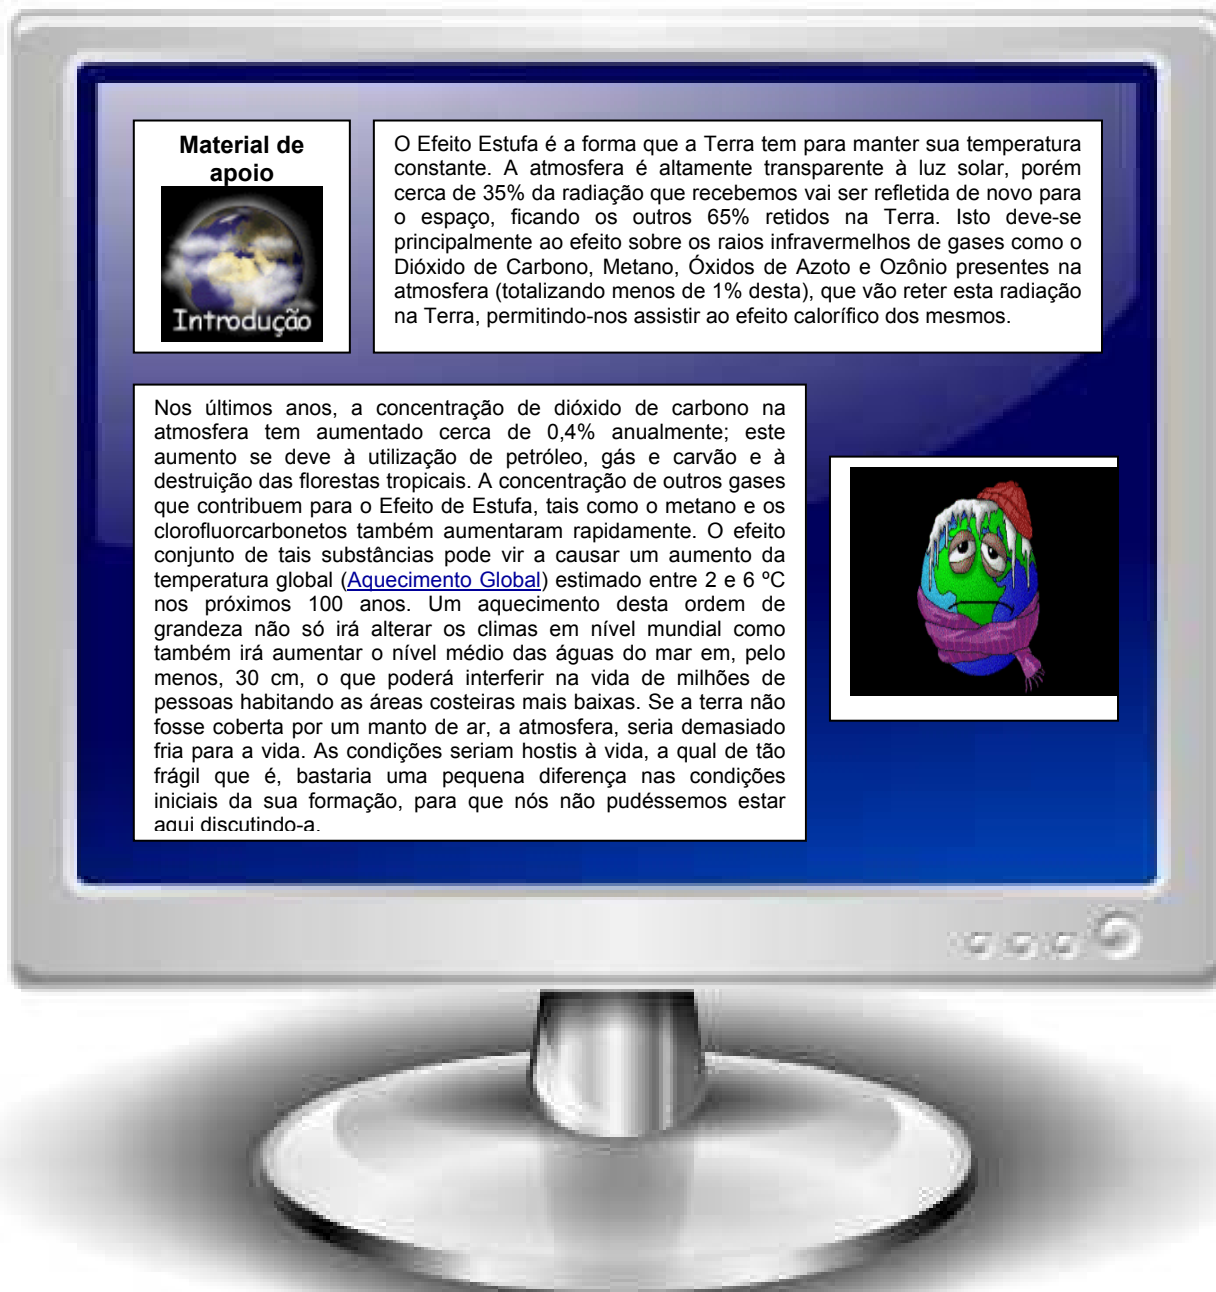 Material de
apoio
Introdução
O Efeito Estufa é a forma que a Terra tem para manter sua temperatura
constante. A atmosfera é altamente transparente à luz solar, porém
cerca de 35% da radiação que recebemos vai ser refletida de novo para
o espaço, ficando os outros 65% retidos na Terra. Isto deve-se
principalmente ao efeito sobre os raios infravermelhos de gases como o
Dióxido de Carbono, Metano, Óxidos de Azoto e Ozônio presentes na
atmosfera (totalizando menos de 1% desta), que vão reter esta radiação
na Terra, permitindo-nos assistir ao efeito calorífico dos mesmos.
Nos últimos anos, a concentração de dióxido de carbono na
atmosfera tem aumentado cerca de 0,4% anualmente; este
aumento se deve à utilização de petróleo, gás e carvão e à
destruição das florestas tropicais. A concentração de outros gases
que contribuem para o Efeito de Estufa, tais como o metano e os
clorofluorcarbonetos também aumentaram rapidamente. O efeito
conjunto de tais substâncias pode vir a causar um aumento da
temperatura global (Aquecimento Global) estimado entre 2 e 6 ºC
nos próximos 100 anos. Um aquecimento desta ordem de
grandeza não só irá alterar os climas em nível mundial como
também irá aumentar o nível médio das águas do mar em, pelo
menos, 30 cm, o que poderá interferir na vida de milhões de
pessoas habitando as áreas costeiras mais baixas. Se a terra não
fosse coberta por um manto de ar, a atmosfera, seria demasiado
fria para a vida. As condições seriam hostis à vida, a qual de tão
frágil que é, bastaria uma pequena diferença nas condições
iniciais da sua formação, para que nós não pudéssemos estar
aqui discutindo-a.